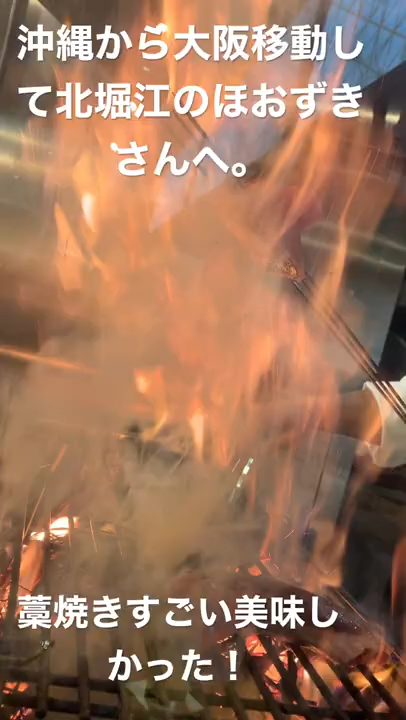 沖縄から大阪移動し
て北堀江のほおずき
さんへ。
藁焼きすごい美味し
かった！